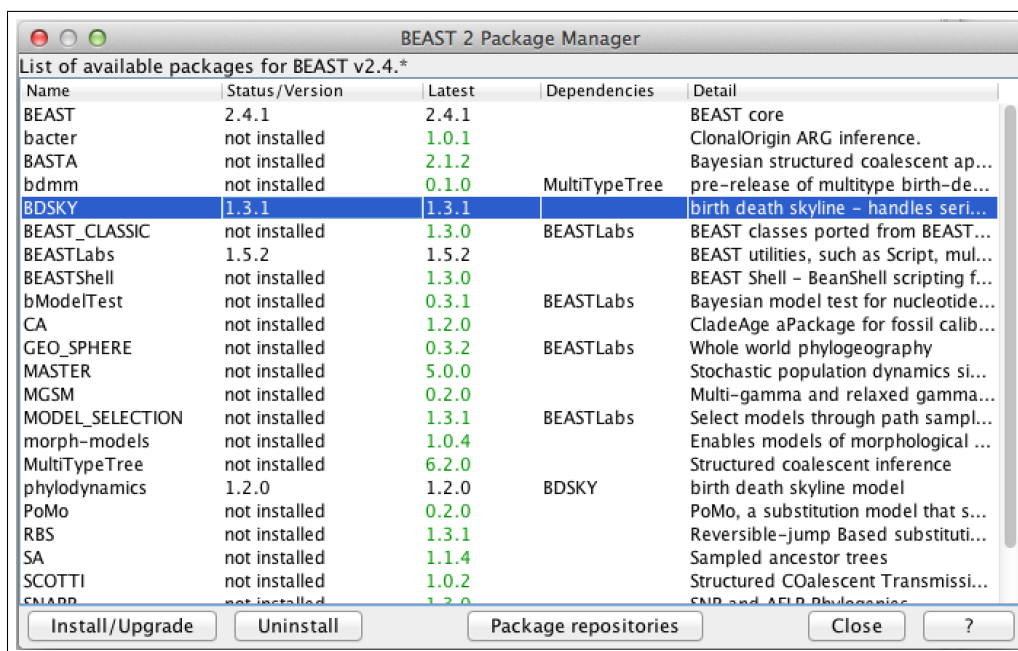 BEAST 2 Package Manager
List of available packages for BEAST v2.4.*
Name Status/Version Latest Dependencies Detail
BEAST 2.4.1 2.4.1 BEAST core
bacter not installed 1.0.1 ClonalOrigin ARG inference.
BASTA not installed 2.1.2 Bayesian structured coalescent ap...
bdmm not installed 0.1.0 MultiTypeTree pre-release of multitype birth-de...
BDSKY 1.3.1 1.3.1 birth death skyline - handles seri...
BEAST_CLASSIC not installed 1.3.0 BEASTLabs BEAST classes ported from BEAST...
BEASTLabs 1.5.2 1.5.2 BEAST utilities, such as Script, mul...
BEASTShell not installed 1.3.0 BEAST Shell - BeanShell scripting f...
bModelTest not installed 0.3.1 BEASTLabs Bayesian model test for nucleotide...
CA not installed 1.2.0 CladeAge aPackage for fossil calib...
GEO_SPHERE not installed 0.3.2 BEASTLabs Whole world phylogeography
MASTER not installed 5.0.0 Stochastic population dynamics si...
MGSM not installed 0.2.0 Multi-gamma and relaxed gamma...
MODEL_SELECTION not installed 1.3.1 BEASTLabs Select models through path sampl...
morph-models not installed 1.0.4 Enables models of morphological ...
MultiTypeTree not installed 6.2.0 Structured coalescent inference
phylodynamics 1.2.0 1.2.0 BDSKY birth death skyline model
PoMo not installed 0.2.0 PoMo, a substitution model that s...
RBS not installed 1.3.1 Reversible-jump Based substituti...
SA not installed 1.1.4 Sampled ancestor trees
SCOTTI not installed 1.0.2 Structured COalescent Transmissi...
SNAPP not installed 1.3.0 SNP and AFLP Phylogenies
Install/Upgrade Uninstall Package repositories Close ?